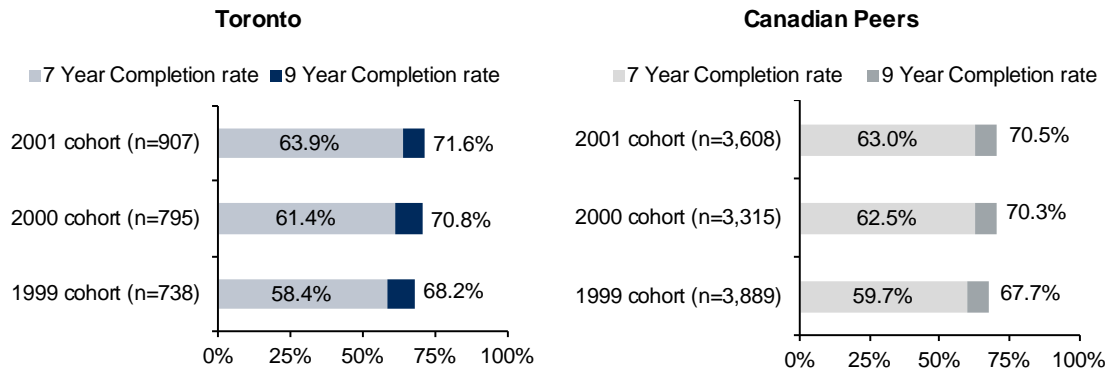 Toronto
7 Year Completion rate 9 Year Completion rate
2001 cohort (n=907) 63.9% 71.6%
2000 cohort (n=795) 61.4% 70.8%
1999 cohort (n=738) 58.4% 68.2%
0% 25% 50% 75% 100%
Canadian Peers
7 Year Completion rate 9 Year Completion rate
2001 cohort (n=3,608) 63.0% 70.5%
2000 cohort (n=3,315) 62.5% 70.3%
1999 cohort (n=3,889) 59.7% 67.7%
0% 25% 50% 75% 100%